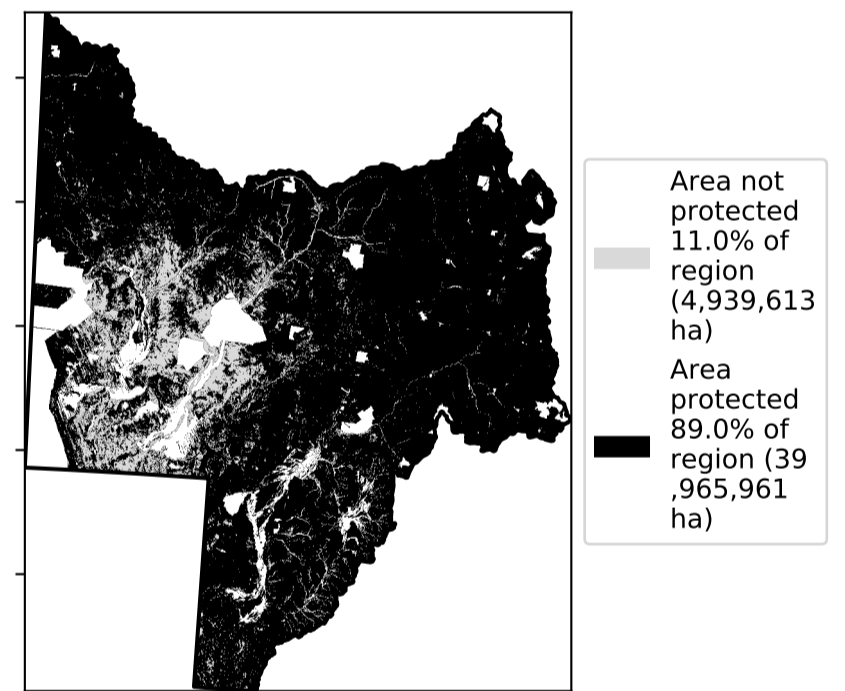 Area not
protected
11.0% of
region
(4,939,613
ha)
Area
protected
89.0% of
region (39
,965,961
ha)